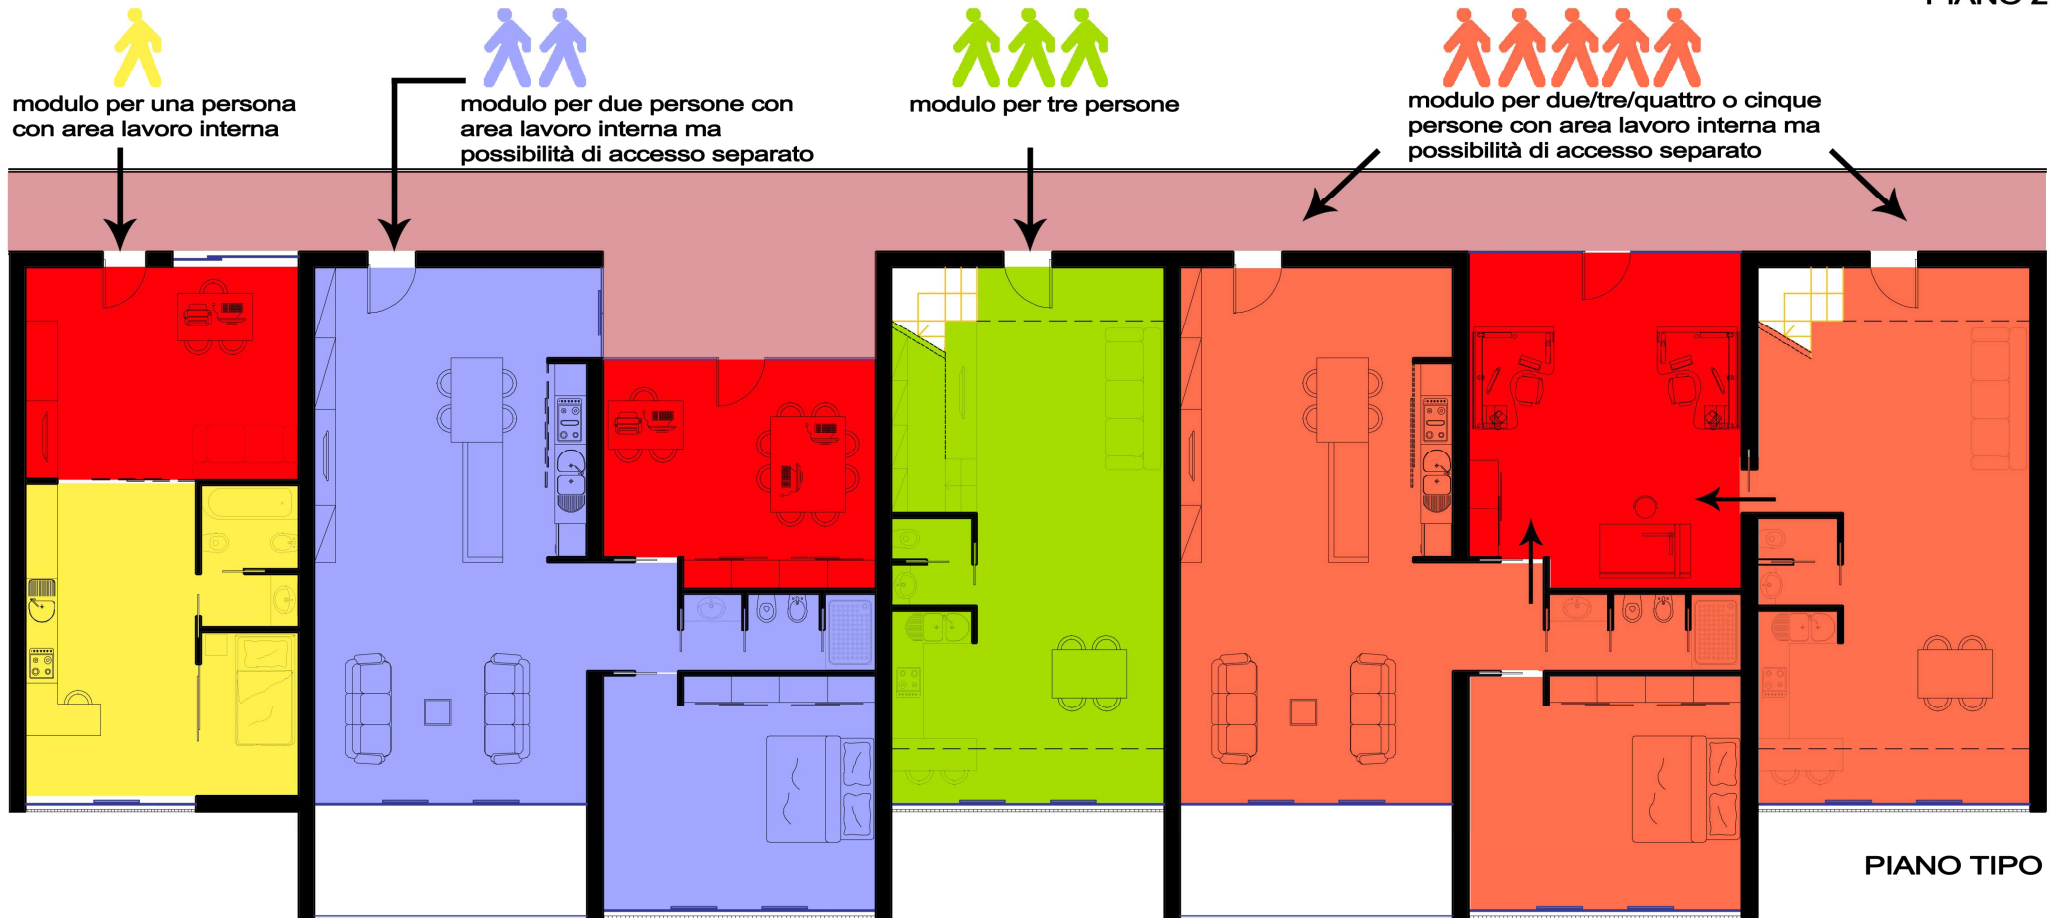 PIANO 2
modulo per una persona
con area lavoro interna
modulo per due persone con
area lavoro interna ma
possibilità di accesso separato
modulo per tre persone
modulo per due/tre/quattro o cinque
persone con area lavoro interna ma
possibilità di accesso separato
PIANO TIPO